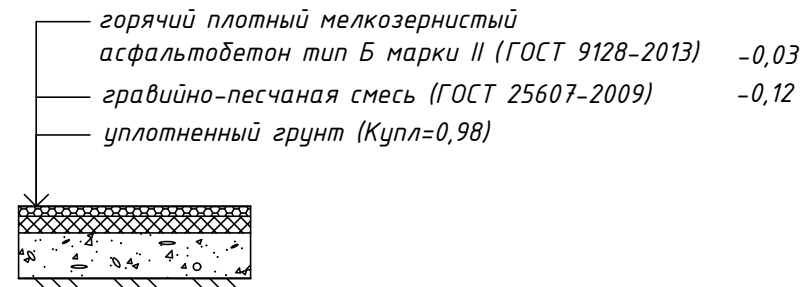 горячий плотный мелкозернистый
асфальтобетон тип Б марки II (ГОСТ 9128-2013) -0,03
гравийно-песчаная смесь (ГОСТ 25607-2009) -0,12
уплотненный грунт (Купл=0,98)